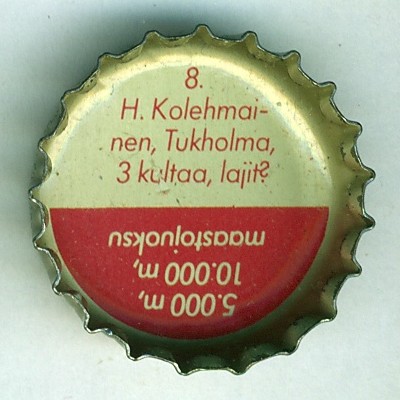 8.
H. Kolehmai-
nen, Tukholma,
3 kultaa, lajit?
5.000 m,
10.000 m,
maastojuoksu